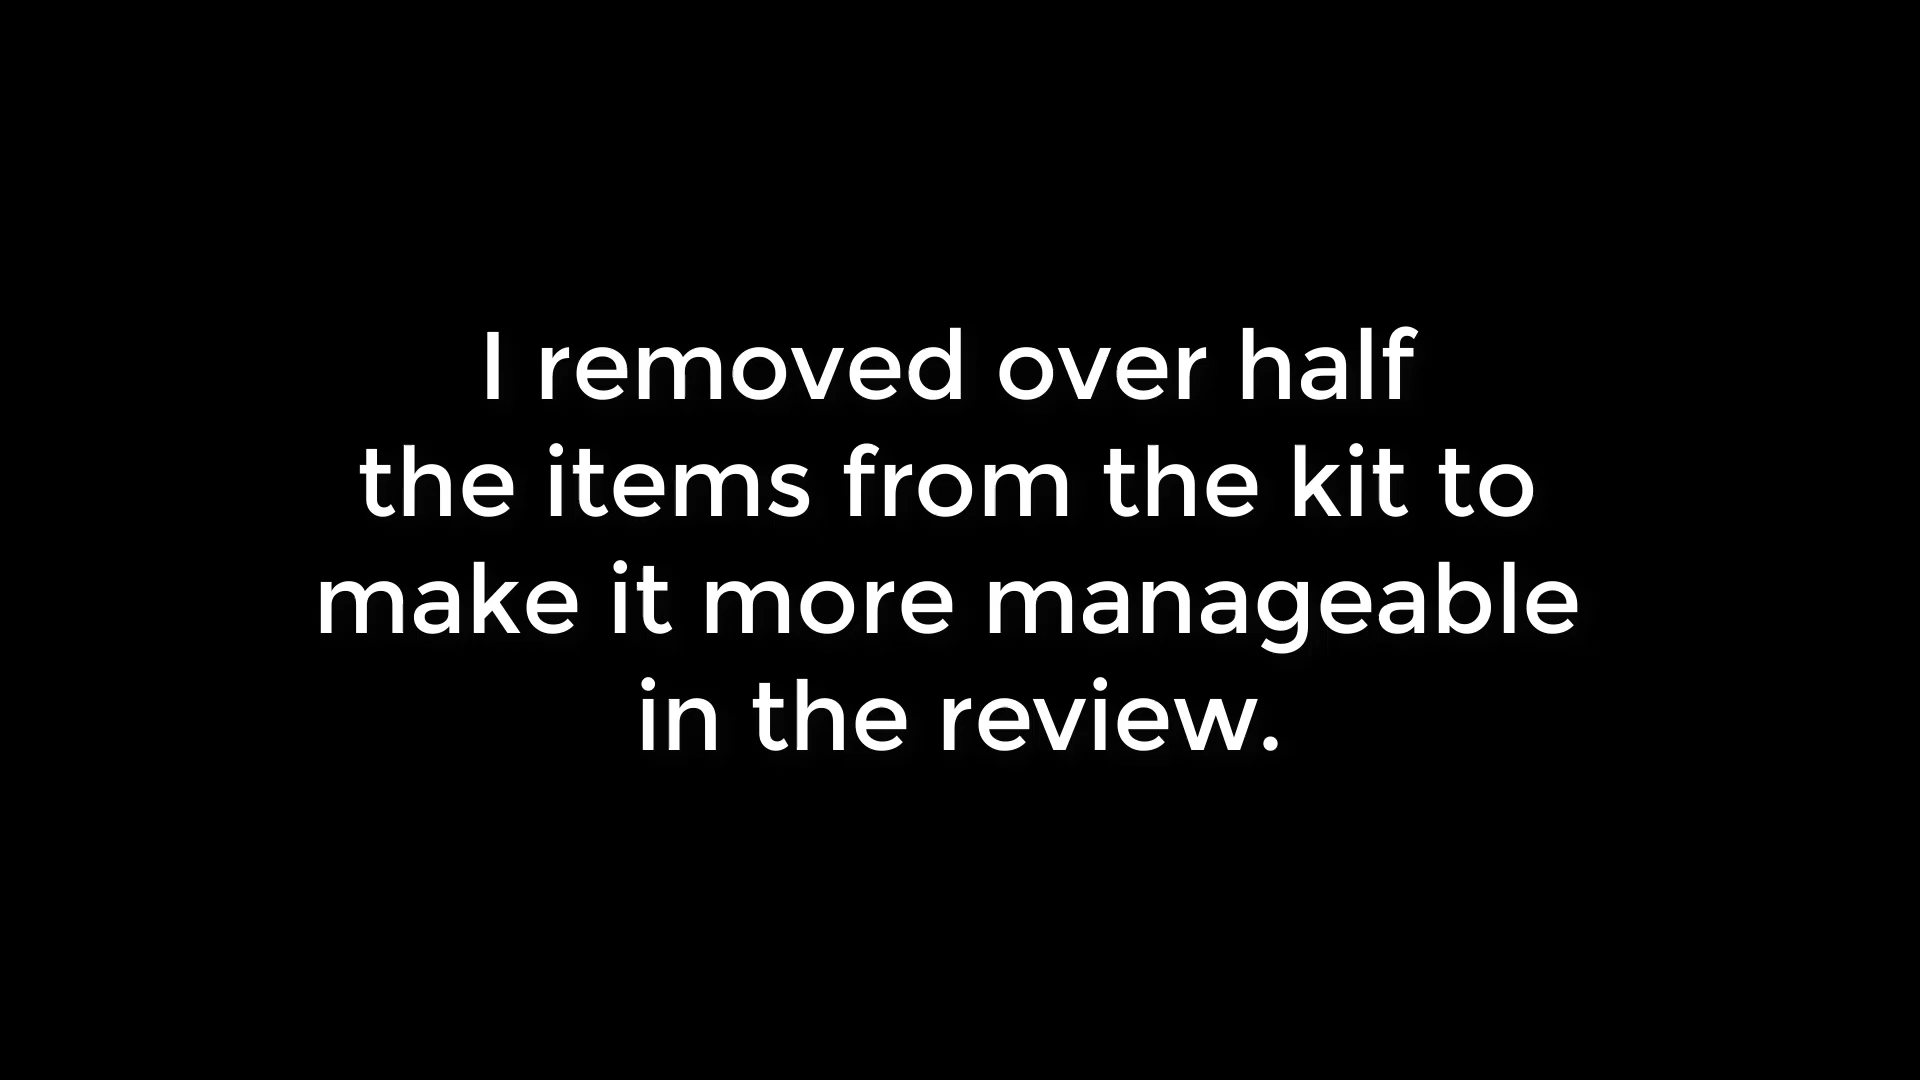 I removed over half
the items from the kit to
make it more manageable
in the review.